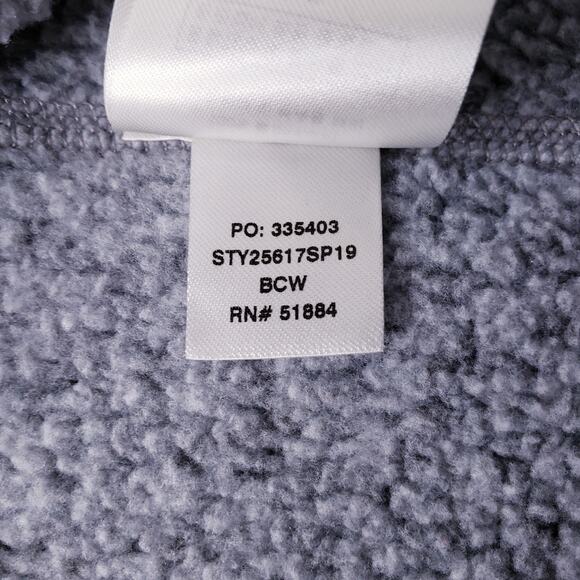 PO: 335403
STY25617SP19
BCW
RN# 51884